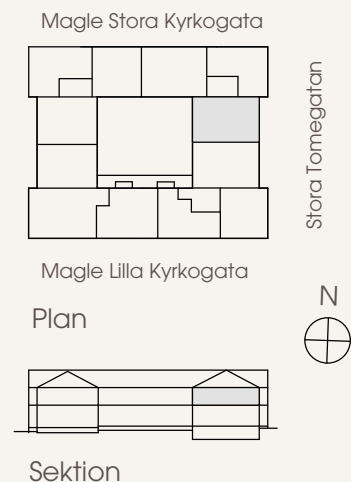 Magle Stora Kyrkogata
Stora Tomegatan
Magle Lilla Kyrkogata
Plan
N
Sektion